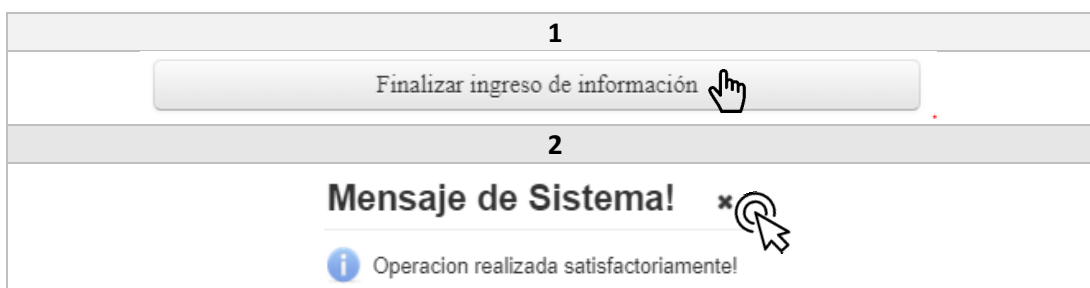 1
Finalizar ingreso de información
*
2
Mensaje de Sistema! ×
i Operacion realizada satisfactoriamente!